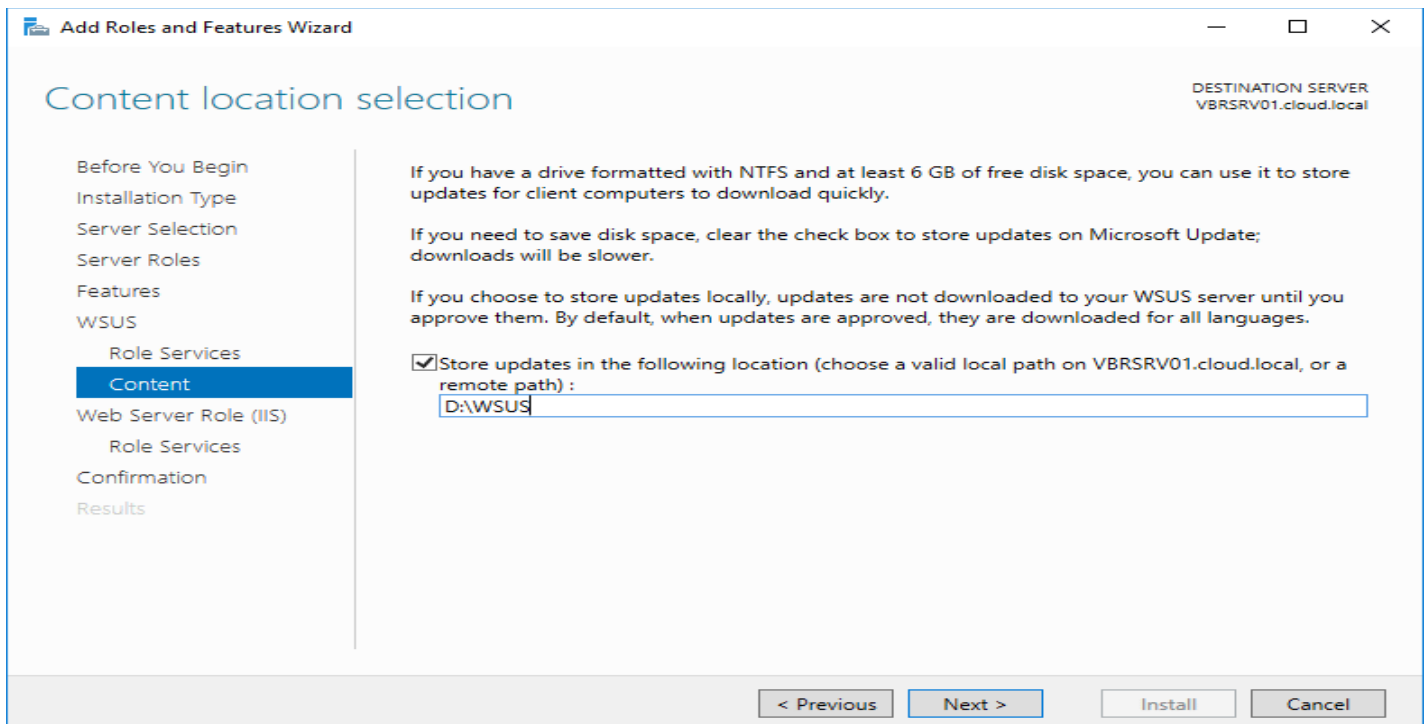 Add Roles and Features Wizard
Content location selection
DESTINATION SERVER
VBRSRV01.cloud.local
Before You Begin
Installation Type
Server Selection
Server Roles
Features
WSUS
Role Services
Content
Web Server Role (IIS)
Role Services
Confirmation
Results
If you have a drive formatted with NTFS and at least 6 GB of free disk space, you can use it to store
updates for client computers to download quickly.
If you need to save disk space, clear the check box to store updates on Microsoft Update;
downloads will be slower.
If you choose to store updates locally, updates are not downloaded to your WSUS server until you
approve them. By default, when updates are approved, they are downloaded for all languages.
Store updates in the following location (choose a valid local path on VBRSRV01.cloud.local, or a
remote path) :
D:\WSUS
< Previous
Next >
Install
Cancel